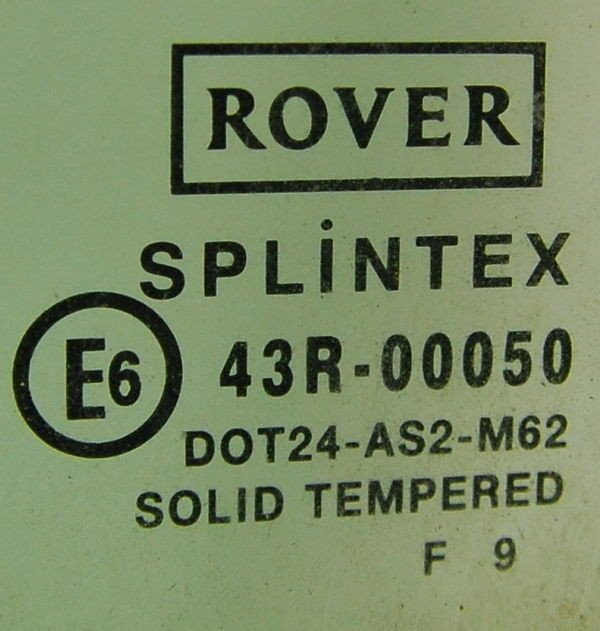 ROVER
SPLiNTEX
E6 43R-00050
DOT24-AS2-M62
SOLID TEMPERED
F 9